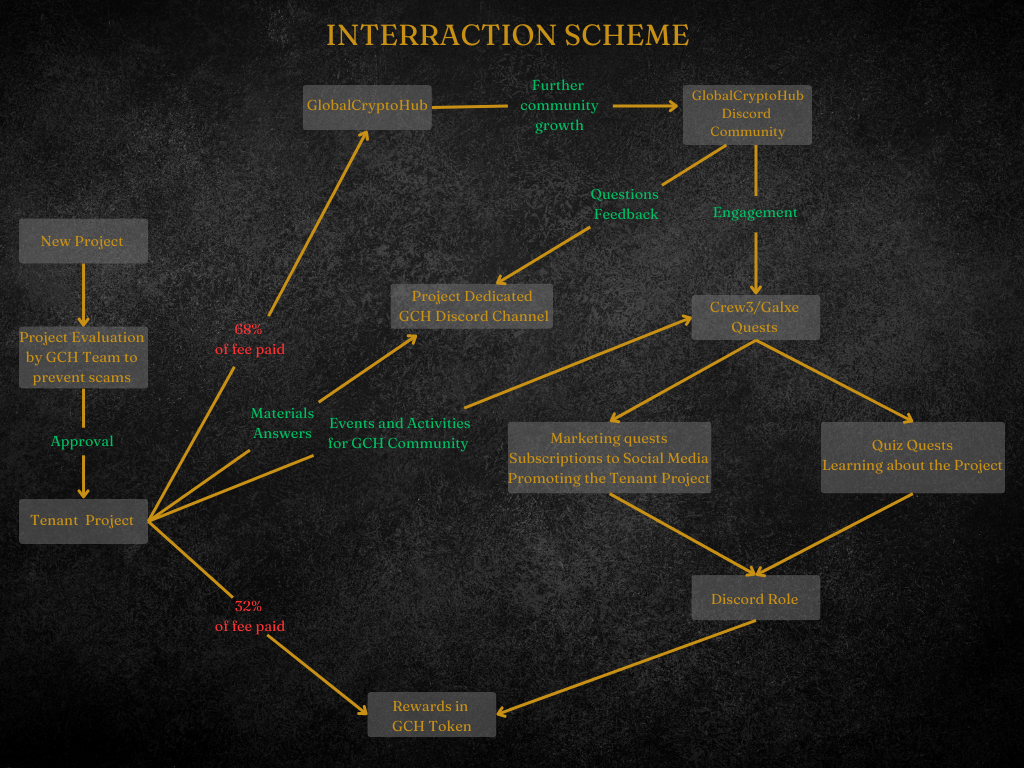 INTERRACTION SCHEME
GlobalCryptoHub
Further
community
growth
GlobalCryptoHub
Discord
Community
Questions
Feedback
Engagement
New Project
Project Dedicated
GCH Discord Channel
Crew3/Galxe
Quests
Project Evaluation
by GCH Team to
prevent scams
68%
of fee paid
Materials
Answers
Events and Activities
for GCH Community
Approval
Marketing quests
Subscriptions to Social Media
Promoting the Tenant Project
Quiz Quests
Learning about the Project
Tenant Project
32%
of fee paid
Discord Role
Rewards in
GCH Token